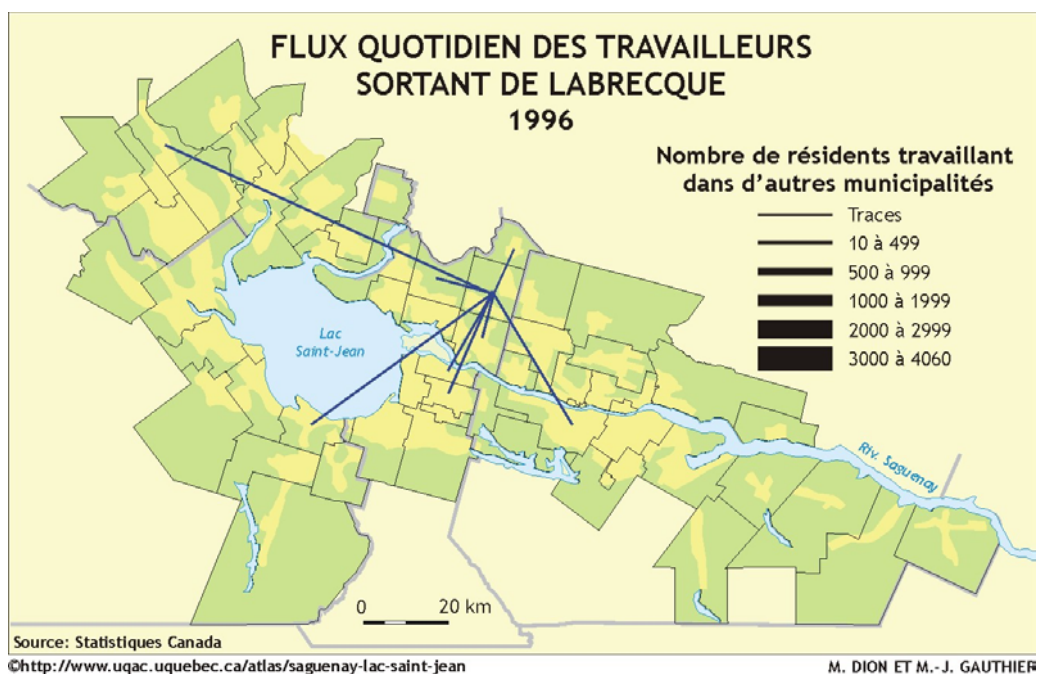 FLUX QUOTIDIEN DES TRAVAILLEURS
SORTANT DE LABRECQUE
1996
Nombre de résidents travaillant
dans d'autres municipalités
Traces
10 à 499
500 à 999
1000 à 1999
2000 à 2999
3000 à 4060
Lac
Saint-Jean
Riv. Saguenay
0 20 km
Source: Statistiques Canada
©http://www.uqac.uquebec.ca/atlas/saguenay-lac-saint-jean
M. DION ET M.-J. GAUTHIER